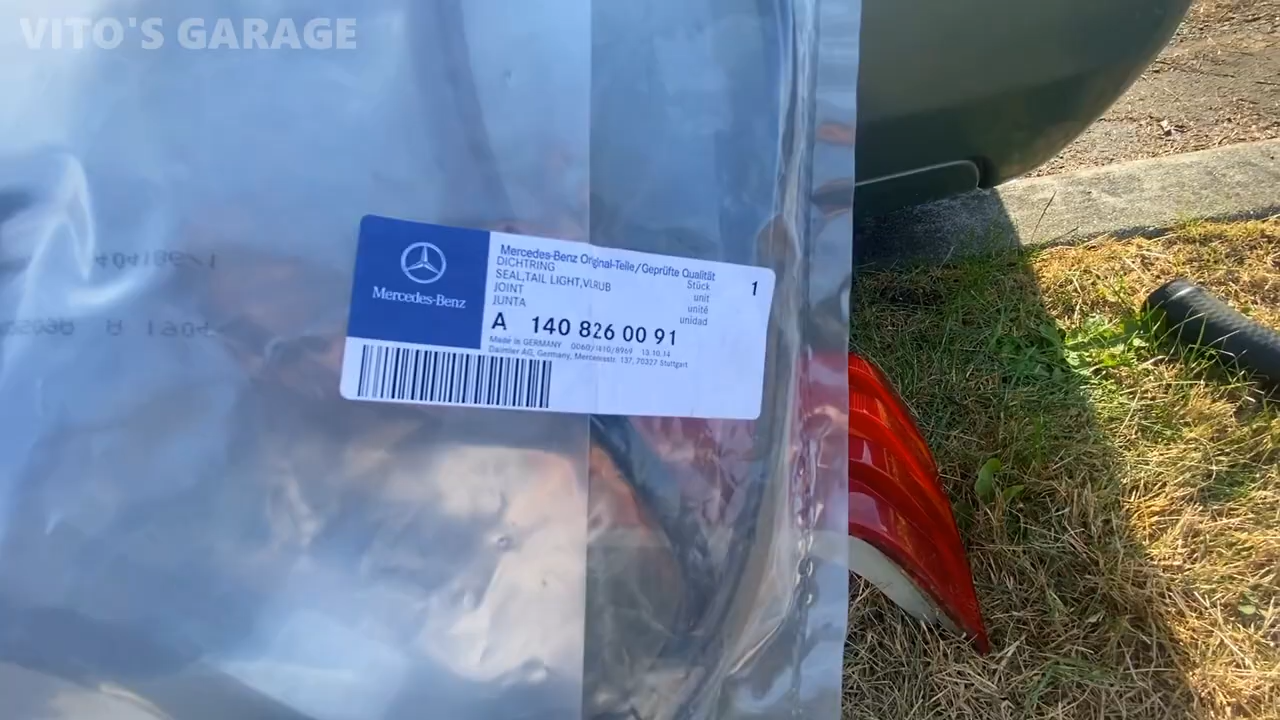 VITO'S GARAGE
Mercedes-Benz
Mercedes-Benz Original-Teile/Geprüfte Qualität
DICHTRING
SEAL,TAIL LIGHT,VLRUB
JOINT
JUNTA
Stück
unit
unité
unidad
1
A 140 826 00 91
Made in GERMANY 13.10.14
Daimler AG, Germany, Mercedesstr. 137, 70327 Stuttgart